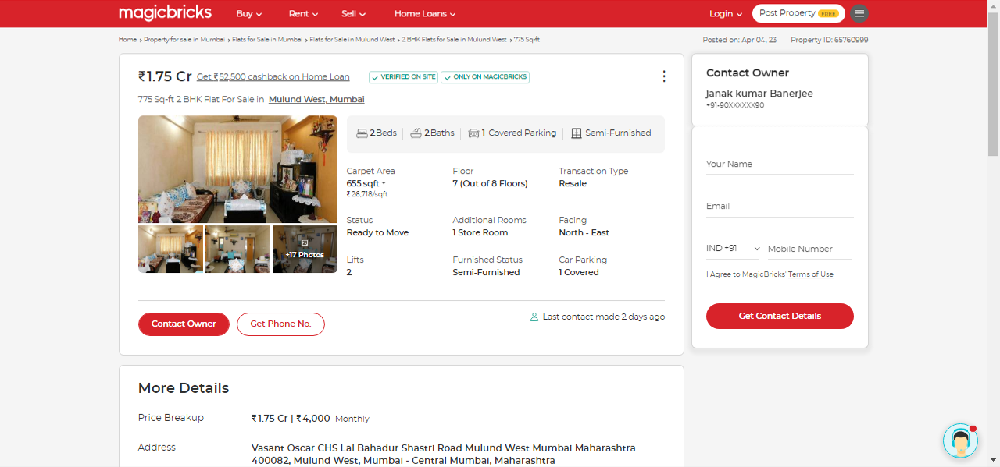 magicbricks
Buy Rent Sell Home Loans Login Post Property FREE
Home > Property for sale in Mumbai > Flats for Sale in Mumbai > Flats for Sale in Mulund West > 2 BHK Flats for Sale in Mulund West > 775 Sq-ft
Posted on: Apr 04, 23 Property ID: 65760999
₹1.75 Cr Get ₹52,500 cashback on Home Loan VERIFIED ON SITE ONLY ON MAGICBRICKS
775 Sq-ft 2 BHK Flat For Sale in Mulund West, Mumbai
+17 Photos
2 Beds 2 Baths 1 Covered Parking Semi-Furnished
Carpet Area Floor Transaction Type
655 sqft 7 (Out of 8 Floors) Resale
₹26,718/sqft
Status Additional Rooms Facing
Ready to Move 1 Store Room North - East
Lifts Furnished Status Car Parking
2 Semi-Furnished 1 Covered
Contact Owner Get Phone No. Last contact made 2 days ago
More Details
Price Breakup ₹1.75 Cr | ₹4,000 Monthly
Address Vasant Oscar CHS Lal Bahadur Shastri Road Mulund West Mumbai Maharashtra
400082, Mulund West, Mumbai - Central Mumbai, Maharashtra
Contact Owner
Janak kumar Banerjee
+91-90XXXXXX90
Your Name
Email
IND +91 Mobile Number
I Agree to MagicBricks' Terms of Use
Get Contact Details